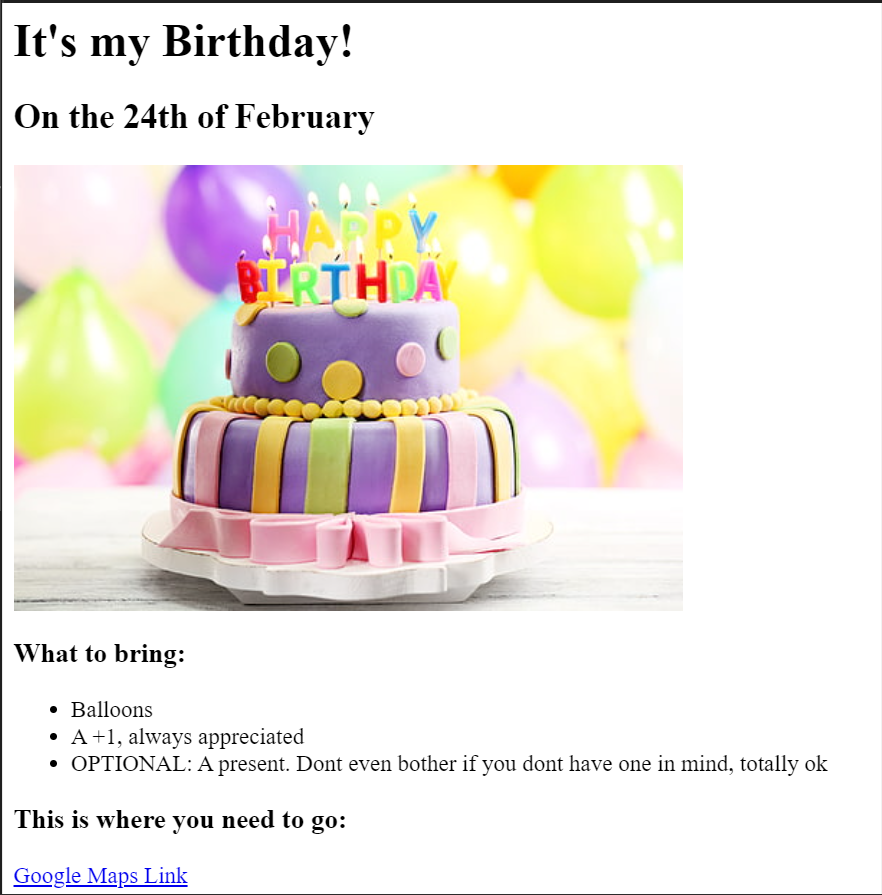 It's my Birthday!
On the 24th of February
HAPPY
BIRTHDAY
What to bring:
Balloons
A +1, always appreciated
OPTIONAL: A present. Dont even bother if you dont have one in mind, totally ok
This is where you need to go:
Google Maps Link